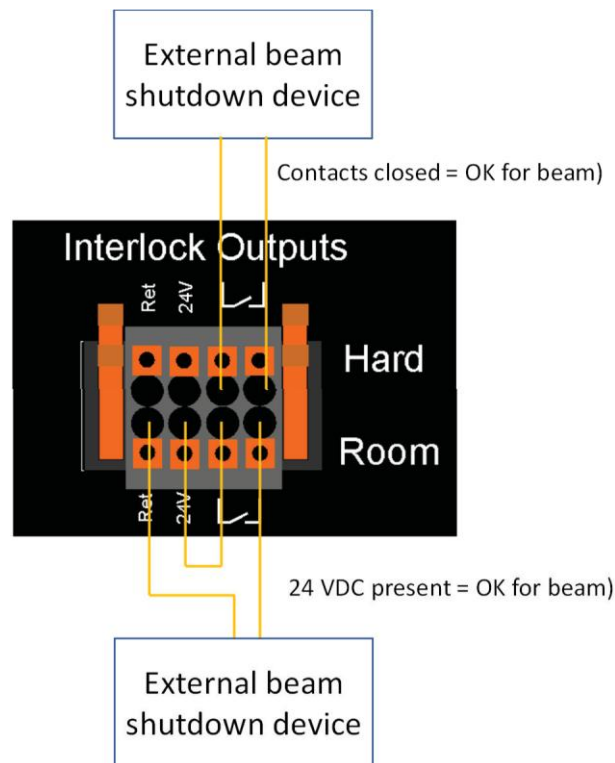 External beam
shutdown device
Contacts closed = OK for beam)
Interlock Outputs
Ret 24V
Hard
Room
Ret 24V
24 VDC present = OK for beam)
External beam
shutdown device